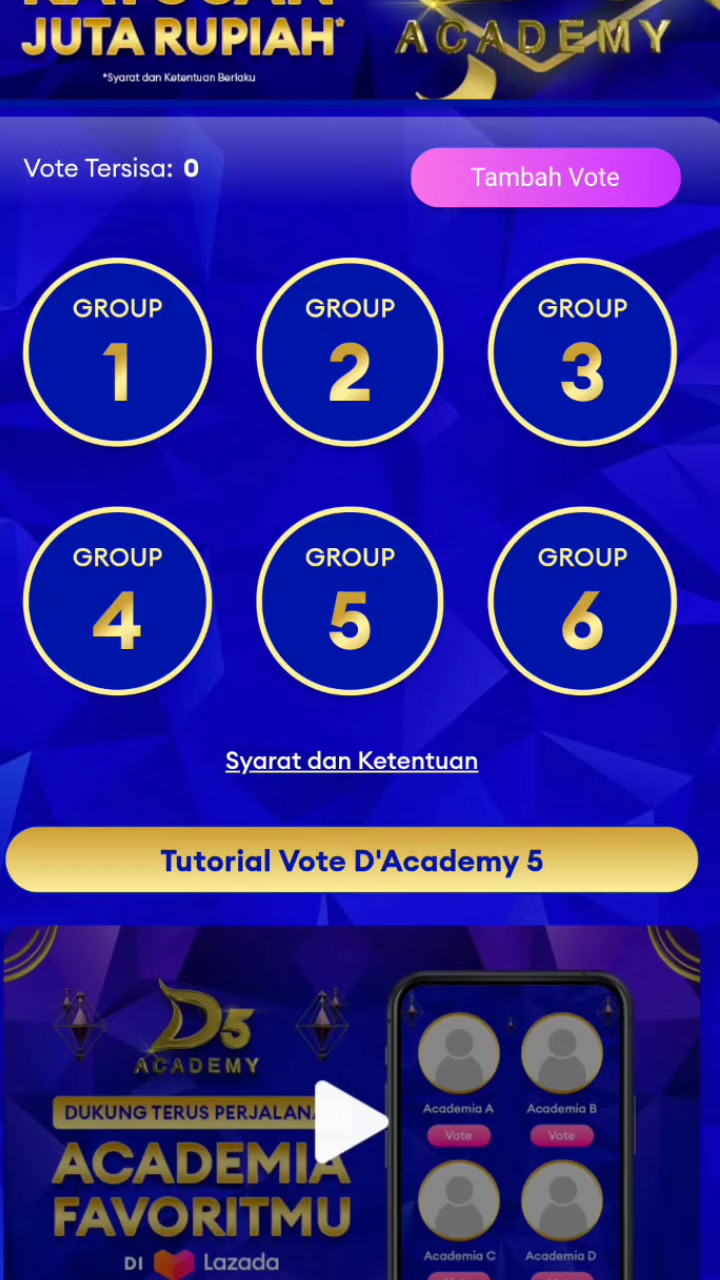 JUTA RUPIAH*
*Syarat dan Ketentuan Berlaku
ACADEMY
Vote Tersisa: 0
Tambah Vote
GROUP
1
GROUP
2
GROUP
3
GROUP
4
GROUP
5
GROUP
6
Syarat dan Ketentuan
Tutorial Vote D'Academy 5
D5
ACADEMY
DUKUNG TERUS
ACADEMIA
FAVORITMU
DI Lazada
Academia A
Vote
Academia B
Vote
Academia C
Academia D